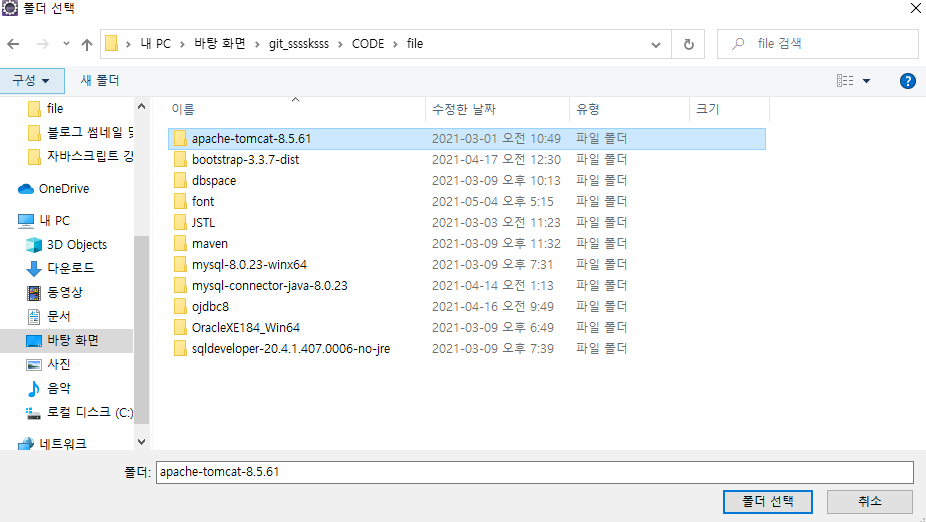 폴더 선택
내 PC > 바탕 화면 > git_sssskss > CODE > file
file 검색
구성
새 폴더
이름 수정한 날짜 유형 크기
file
블로그 썸네일 및
자바스크립트 강
OneDrive
내 PC
3D Objects
다운로드
동영상
문서
바탕 화면
사진
음악
로컬 디스크 (C:)
네트워크
apache-tomcat-8.5.61 2021-03-01 오전 10:49 파일 폴더
bootstrap-3.3.7-dist 2021-04-17 오전 12:30 파일 폴더
dbspace 2021-03-09 오후 10:13 파일 폴더
font 2021-05-04 오후 5:15 파일 폴더
JSTL 2021-03-03 오전 11:23 파일 폴더
maven 2021-03-09 오후 11:32 파일 폴더
mysql-8.0.23-winx64 2021-03-09 오후 7:31 파일 폴더
mysql-connector-java-8.0.23 2021-04-14 오전 1:13 파일 폴더
ojdbc8 2021-04-16 오전 9:49 파일 폴더
OracleXE184_Win64 2021-03-09 오후 6:49 파일 폴더
sqldeveloper-20.4.1.407.0006-no-jre 2021-03-09 오후 7:39 파일 폴더
폴더: apache-tomcat-8.5.61
폴더 선택 취소